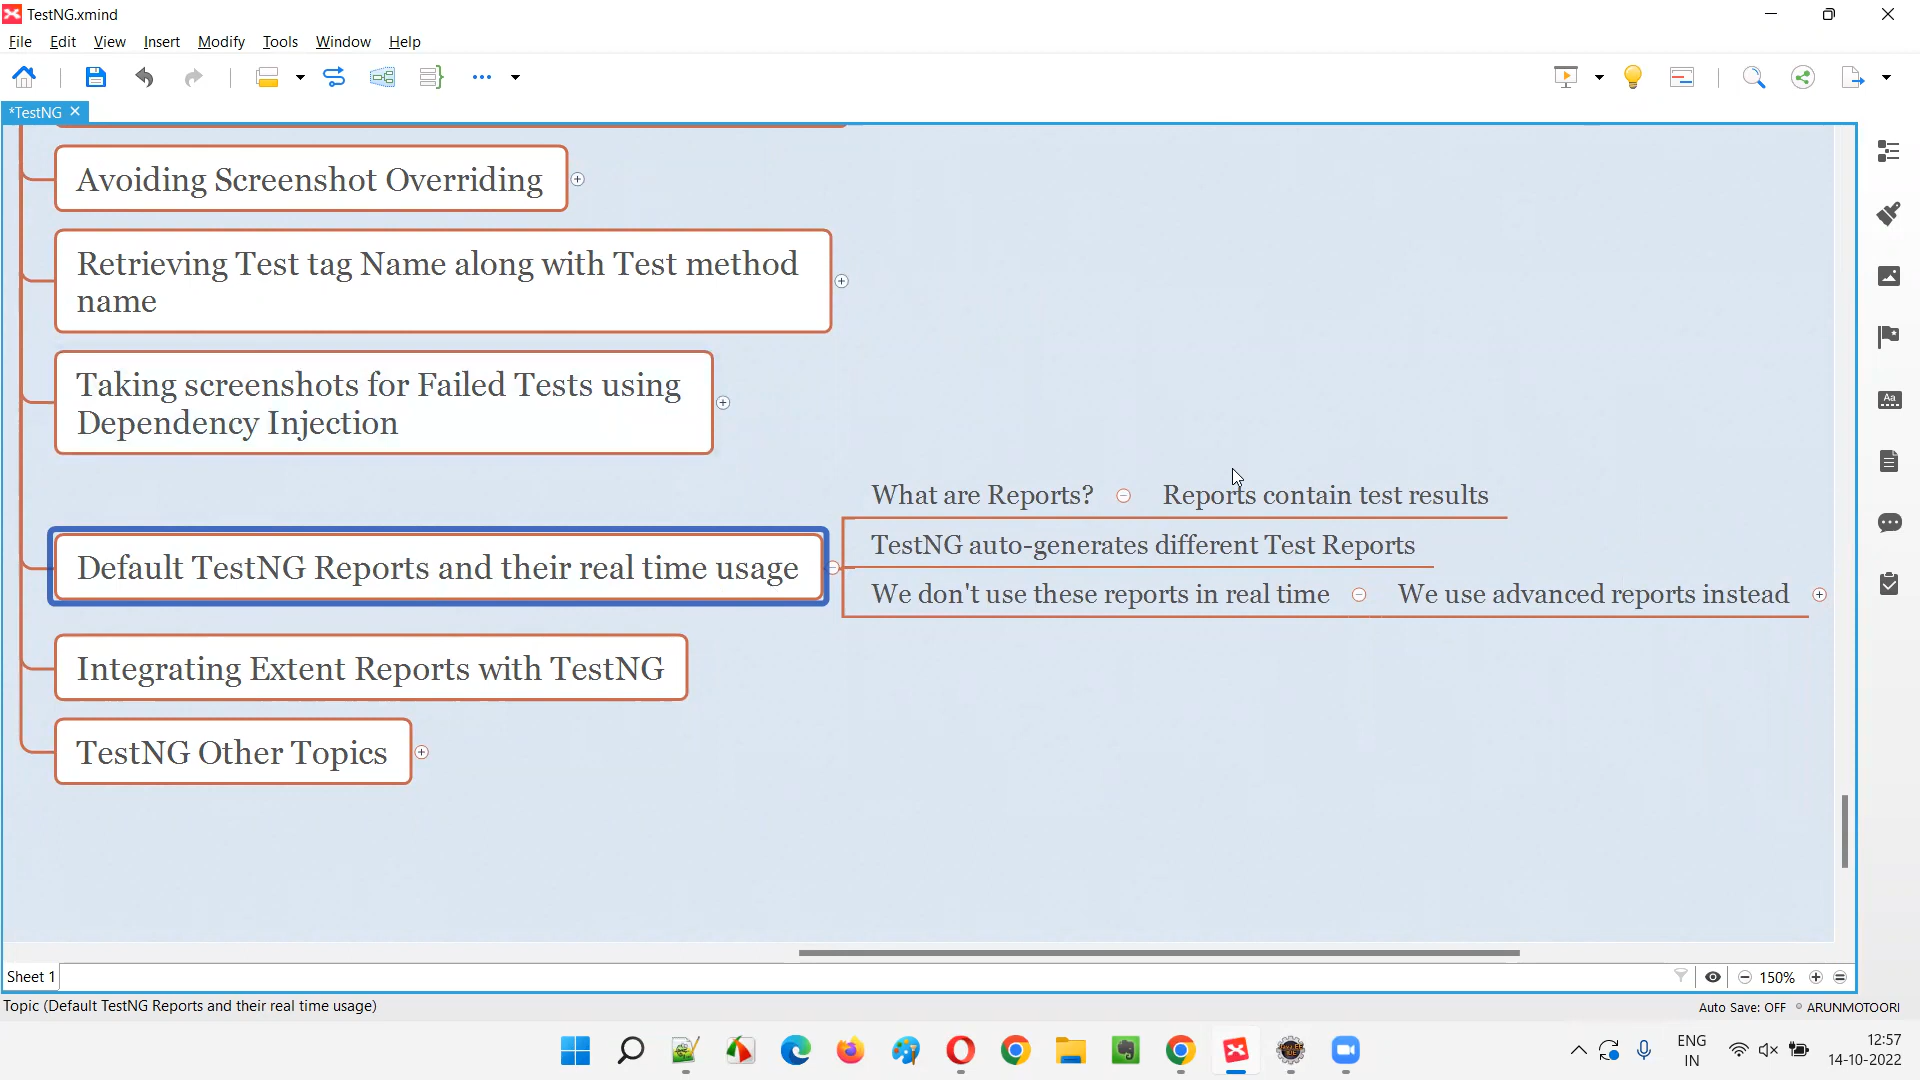 TestNG.xmind
File Edit View Insert Modify Tools Window Help
*TestNG
Avoiding Screenshot Overriding
Retrieving Test tag Name along with Test method
name
Taking screenshots for Failed Tests using
Dependency Injection
What are Reports? Reports contain test results
TestNG auto-generates different Test Reports
Default TestNG Reports and their real time usage
We don't use these reports in real time We use advanced reports instead
Integrating Extent Reports with TestNG
TestNG Other Topics
Aa
Sheet 1
150%
Topic (Default TestNG Reports and their real time usage)
Auto Save: OFF ARUNMOTOORI
ENG
IN
12:57
14-10-2022